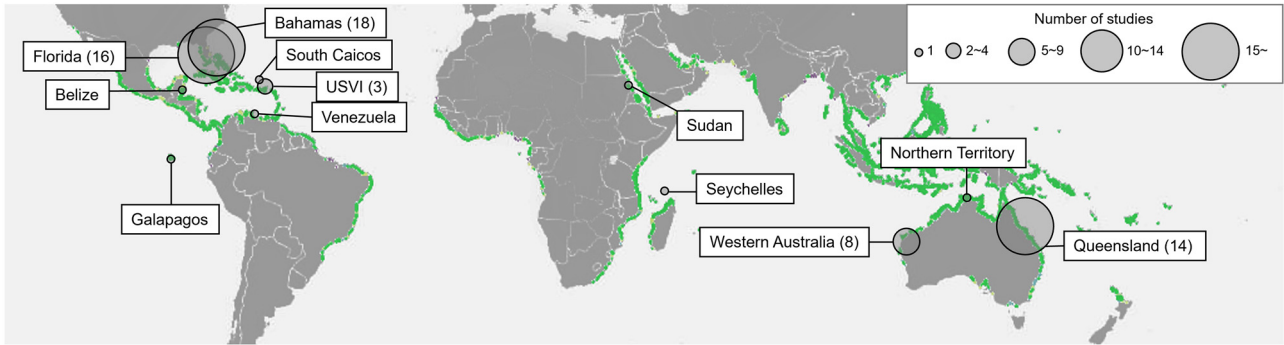 Bahamas (18)
Number of studies
1
2~4
5~9
10~14
15~
Florida (16)
South Caicos
Belize
USVI (3)
Venezuela
Sudan
Northern Territory
Galapagos
Seychelles
Western Australia (8)
Queensland (14)